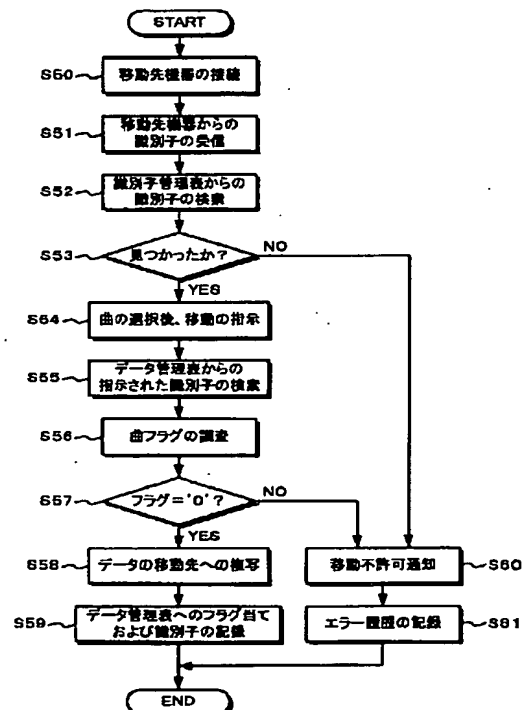 START
S50
移動先機器の接続
S51
移動先機器からの
識別子の受信
S52
識別子管理表からの
識別子の検索
S53
見つかったか?
NO
YES
S54
曲の選択後、移動の指示
S55
データ管理表からの
指示された識別子の検索
S56
曲フラグの調査
S57
フラグ='0'?
NO
YES
S58
データの移動先への複写
移動不許可通知
S60
S59
データ管理表へのフラグ当て
および識別子の記録
エラー履歴の記録
S61
END